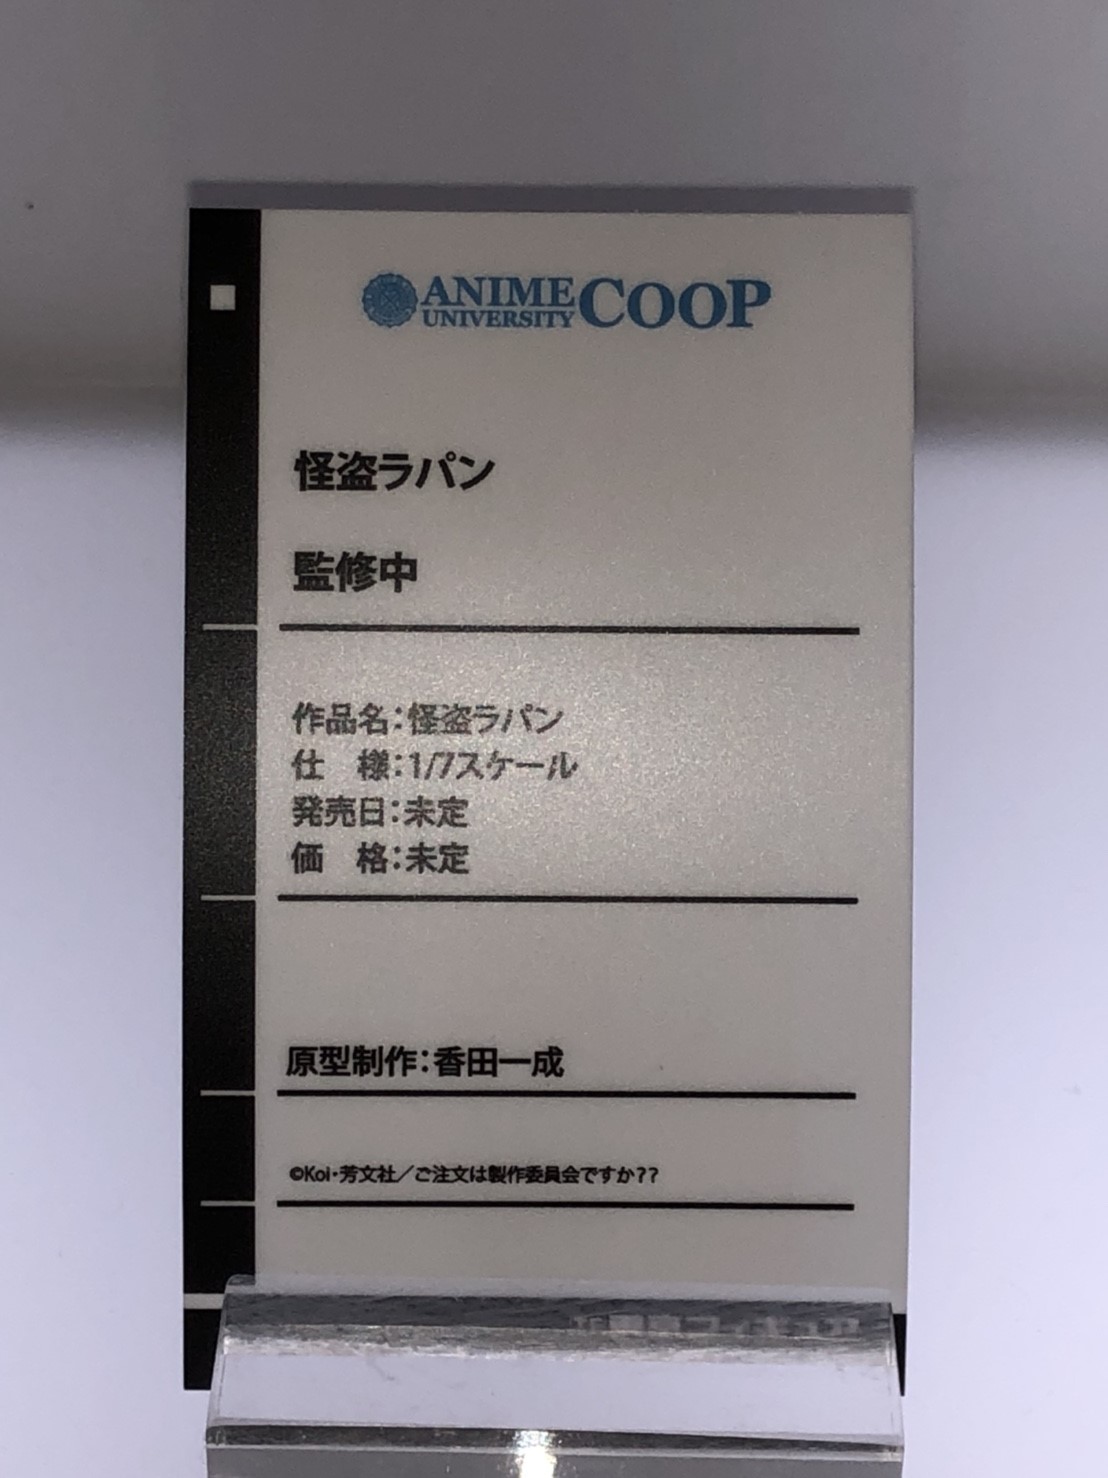 ANIME UNIVERSITY COOP
怪盗ラパン
監修中
作品名：怪盗ラパン
仕　様：1/7スケール
発売日：未定
価　格：未定
原型制作：香田一成
©Koi・芳文社／ご注文は製作委員会ですか？？